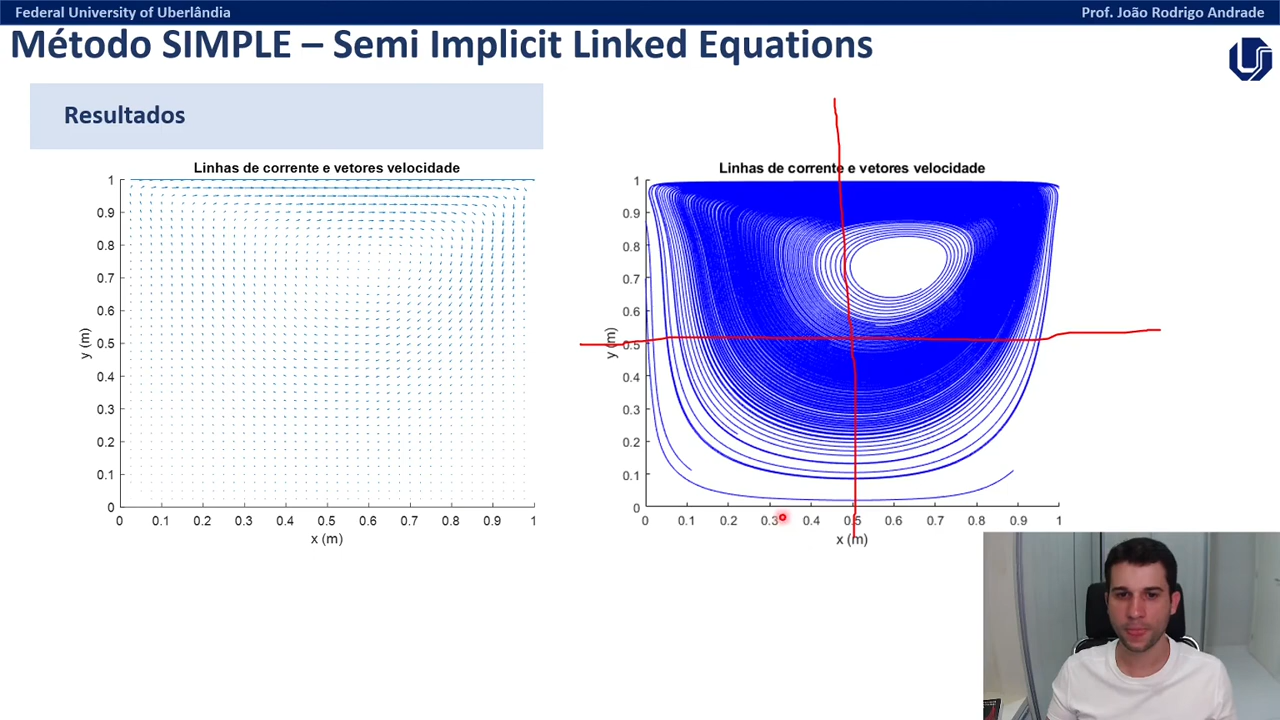 Federal University of Uberlândia
Prof. João Rodrigo Andrade
Método SIMPLE – Semi Implicit Linked Equations
Resultados
Linhas de corrente e vetores velocidade
1
0.9
0.8
0.7
0.6
0.5
0.4
0.3
0.2
0.1
0
y (m)
0 0.1 0.2 0.3 0.4 0.5 0.6 0.7 0.8 0.9 1
x (m)
Linhas de corrente e vetores velocidade
1
0.9
0.8
0.7
0.6
0.5
0.4
0.3
0.2
0.1
0
y (m)
0 0.1 0.2 0.3 0.4 0.5 0.6 0.7 0.8 0.9 1
x (m)